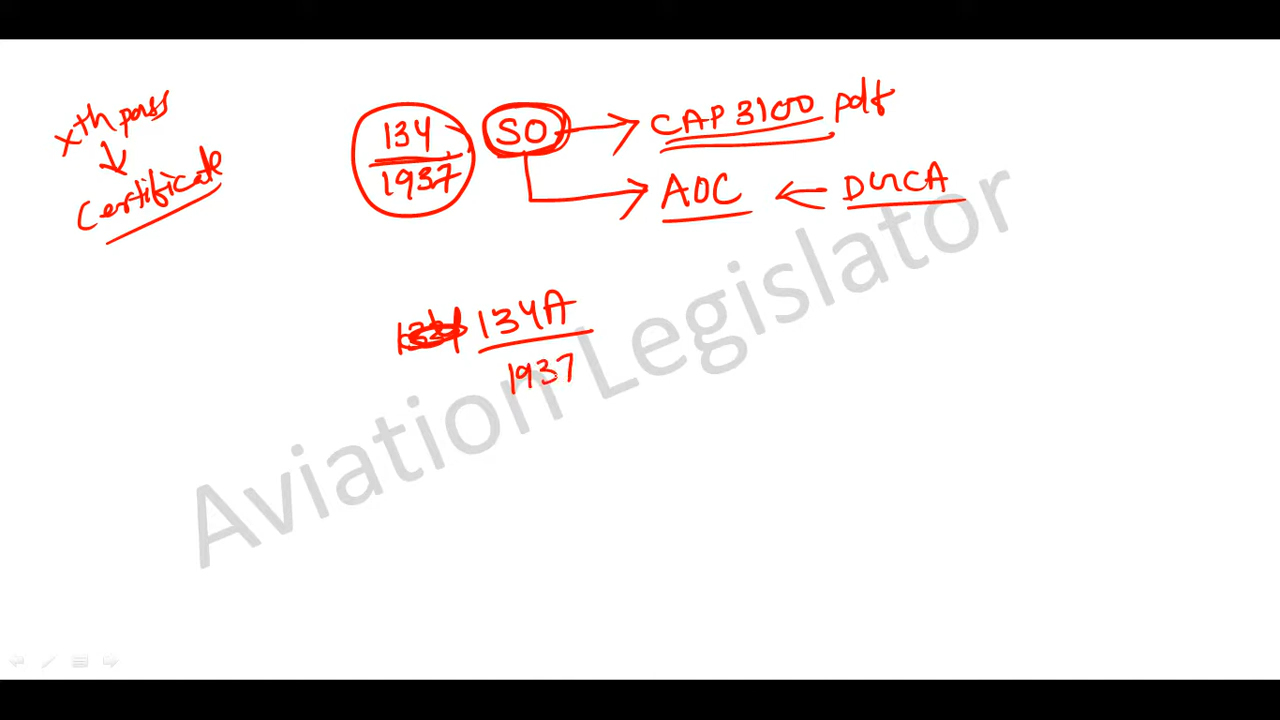 xth pass
Certificate
134
1937
SO
CAP 3100 pdf
AOC
DGCA
134A
1937
Aviation Legislator